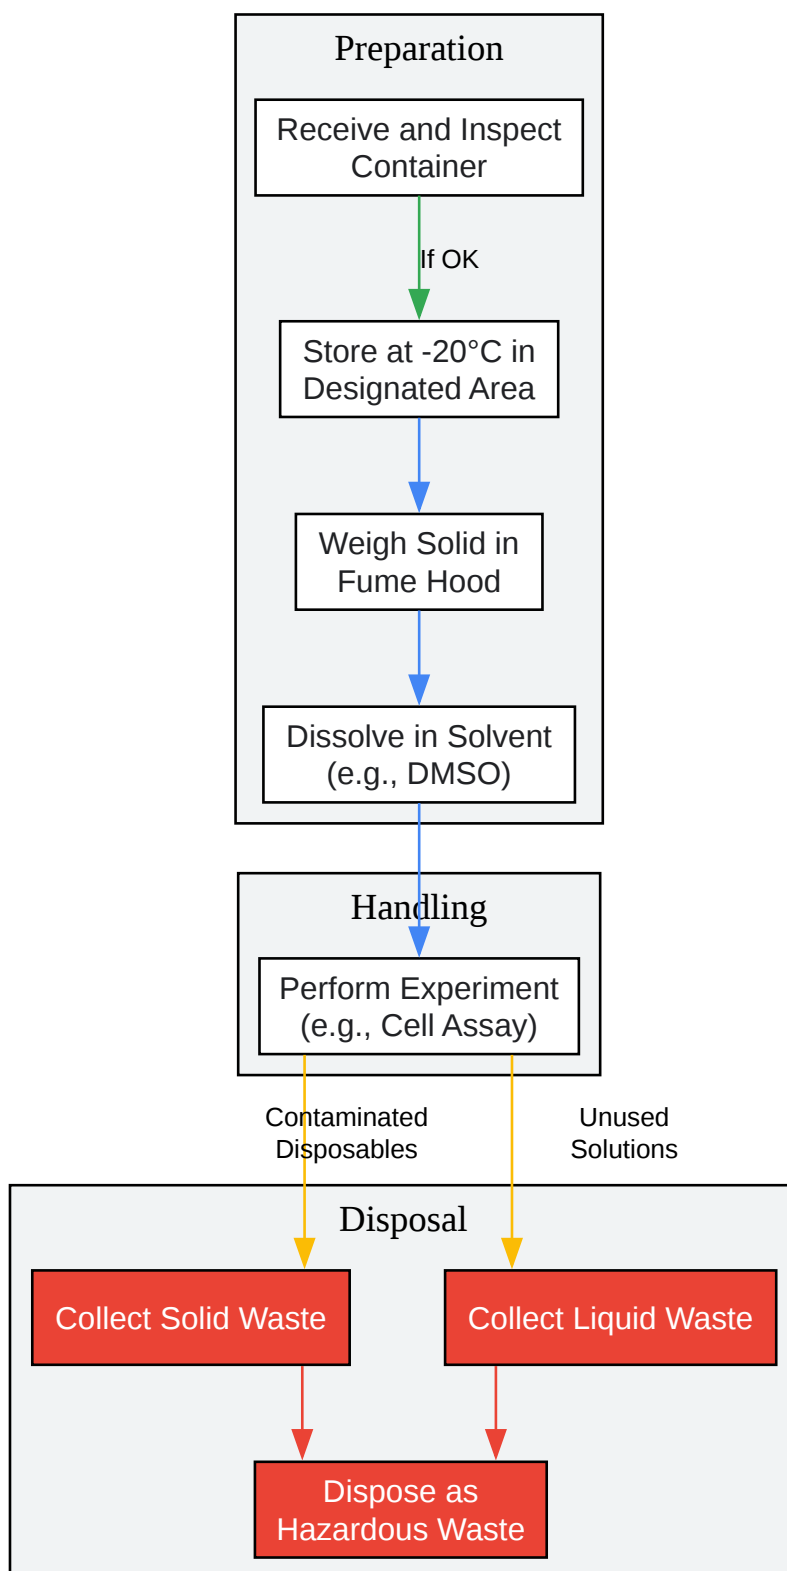 Preparation
Receive and Inspect
Container
If OK
Store at -20°C in
Designated Area
Weigh Solid in
Fume Hood
Dissolve in Solvent
(e.g., DMSO)
Handling
Perform Experiment
(e.g., Cell Assay)
Contaminated
Disposables
Unused
Solutions
Disposal
Collect Solid Waste
Collect Liquid Waste
Dispose as
Hazardous Waste